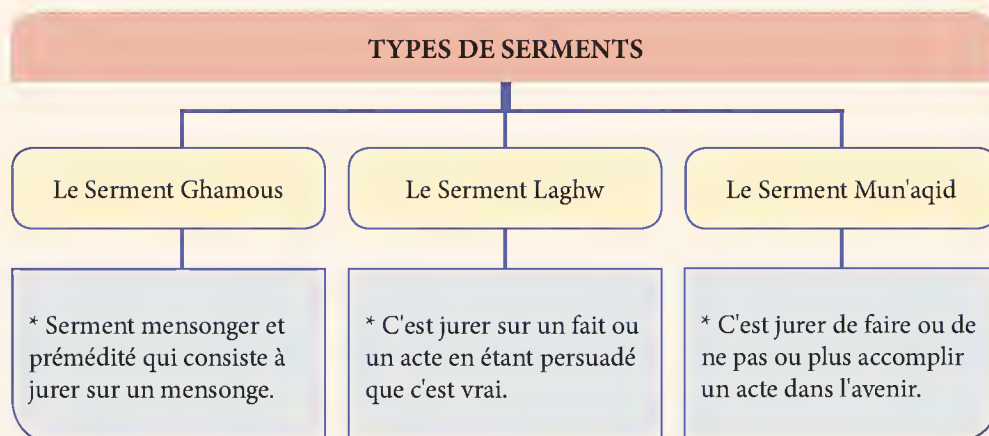 TYPES DE SERMENTS
Le Serment Ghamous
Le Serment Laghw
Le Serment Mun'aqid
* Serment mensonger et
prémédité qui consiste à
jurer sur un mensonge.
* C'est jurer sur un fait ou
un acte en étant persuadé
que c'est vrai.
* C'est jurer de faire ou de
ne pas ou plus accomplir
un acte dans l'avenir.